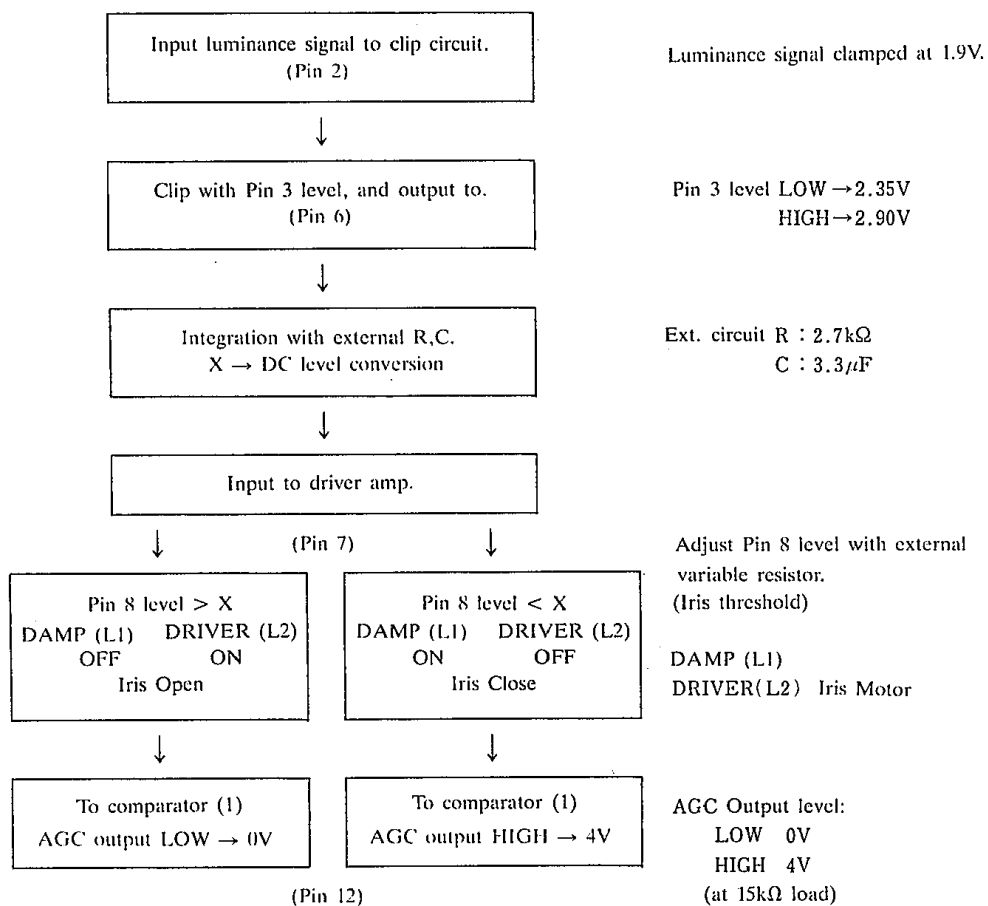 Input luminance signal to clip circuit.
(Pin 2)
Luminance signal clamped at 1.9V.
↓
Clip with Pin 3 level, and output to.
(Pin 6)
Pin 3 level LOW → 2.35V
HIGH → 2.90V
↓
Integration with external R,C.
X → DC level conversion
Ext. circuit R : 2.7kΩ
C : 3.3μF
↓
Input to driver amp.
↓ (Pin 7) ↓
Adjust Pin 8 level with external
variable resistor.
(Iris threshold)
Pin 8 level > X
DAMP (L1) DRIVER (L2)
OFF ON
Iris Open
Pin 8 level < X
DAMP (L1) DRIVER (L2)
ON OFF
Iris Close
DAMP (L1)
DRIVER(L2) Iris Motor
↓ ↓
To comparator (1)
AGC output LOW → 0V
To comparator (1)
AGC output HIGH → 4V
AGC Output level:
LOW 0V
HIGH 4V
(at 15kΩ load)
(Pin 12)